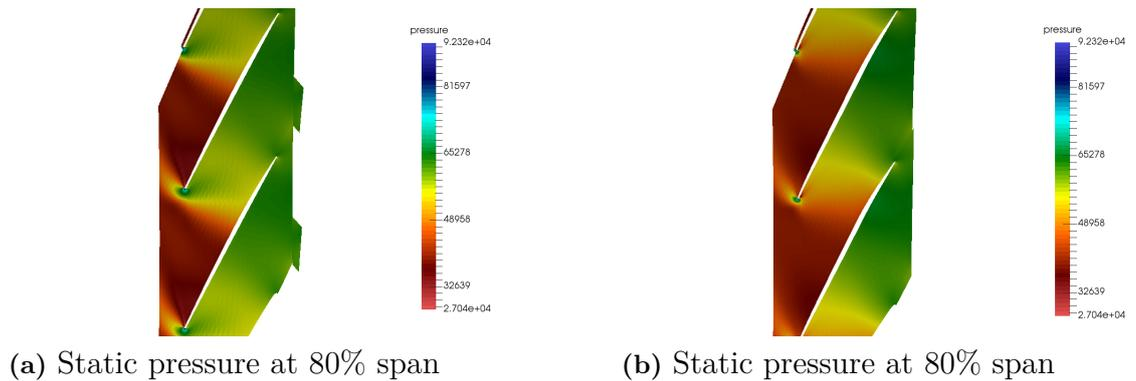 pressure
9.232e+04
81597
65278
48958
32639
2.704e+04
pressure
9.232e+04
81597
65278
48958
32639
2.704e+04
(a) Static pressure at 80% span
(b) Static pressure at 80% span